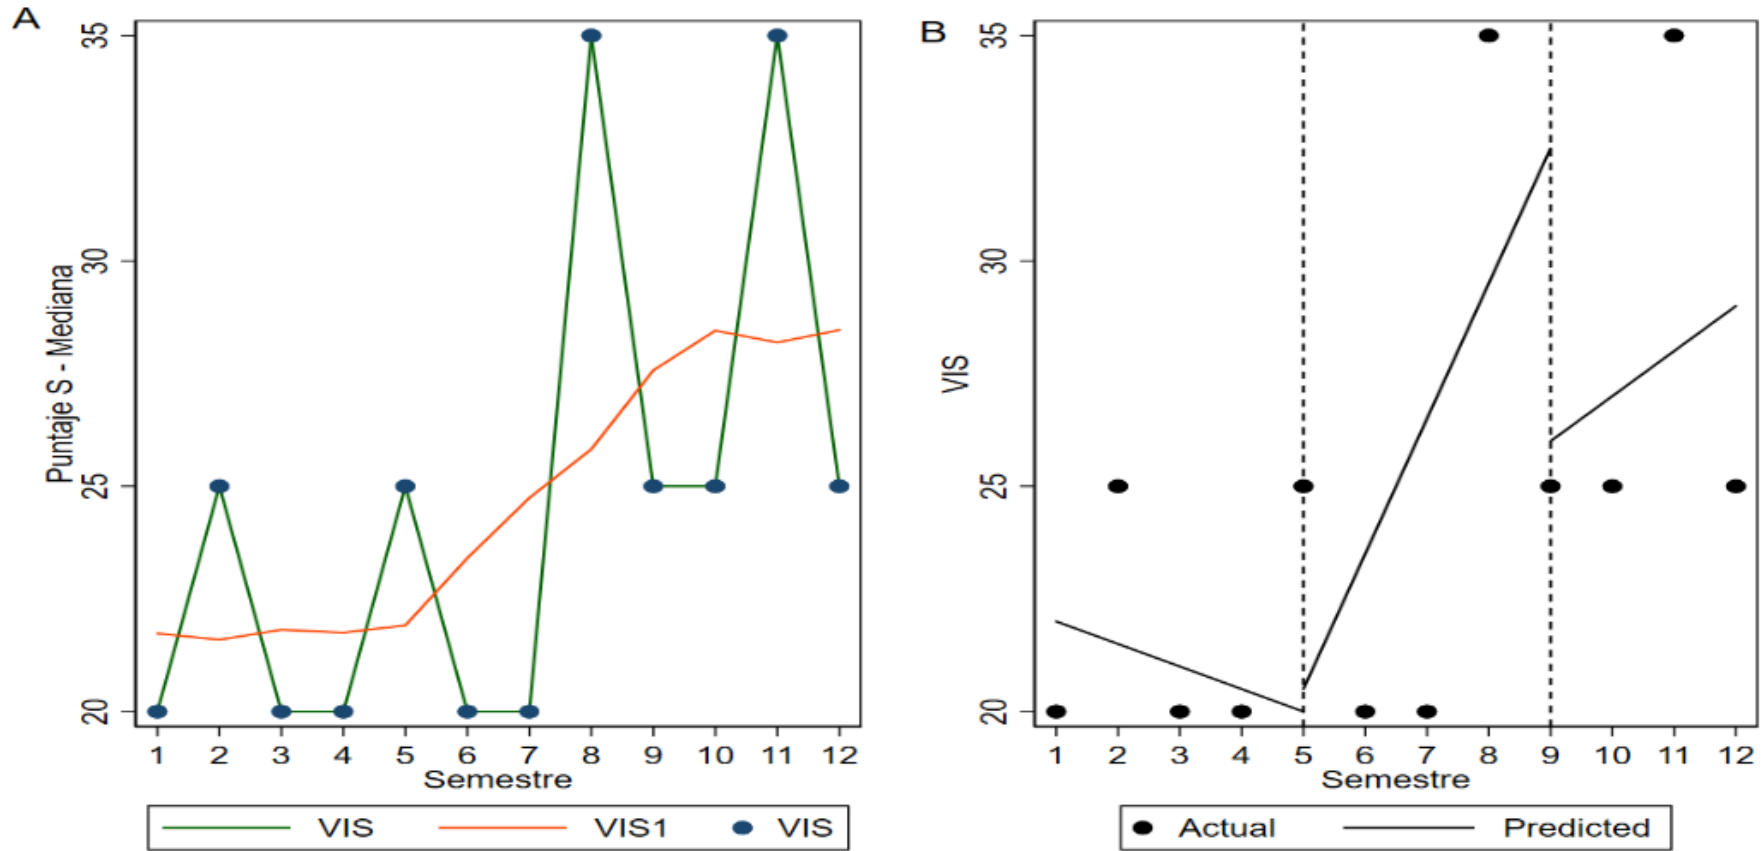 A
Puntaje S - Mediana
35
30
25
20
1 2 3 4 5 6 7 8 9 10 11 12
Semestre
VIS VIS1 VIS
B
VIS
35
30
25
20
1 2 3 4 5 6 7 8 9 10 11 12
Semestre
Actual Predicted